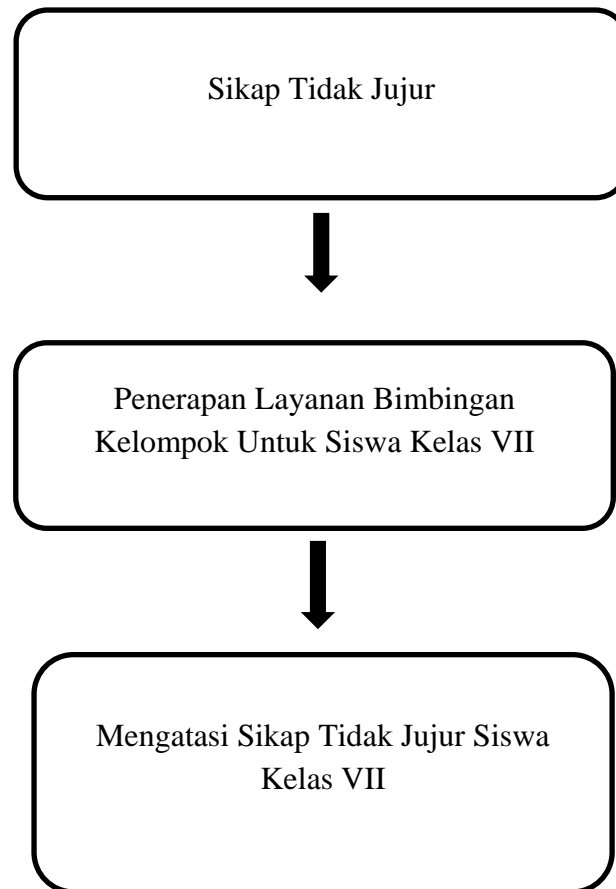 Sikap Tidak Jujur
Penerapan Layanan Bimbingan
Kelompok Untuk Siswa Kelas VII
Mengatasi Sikap Tidak Jujur Siswa
Kelas VII